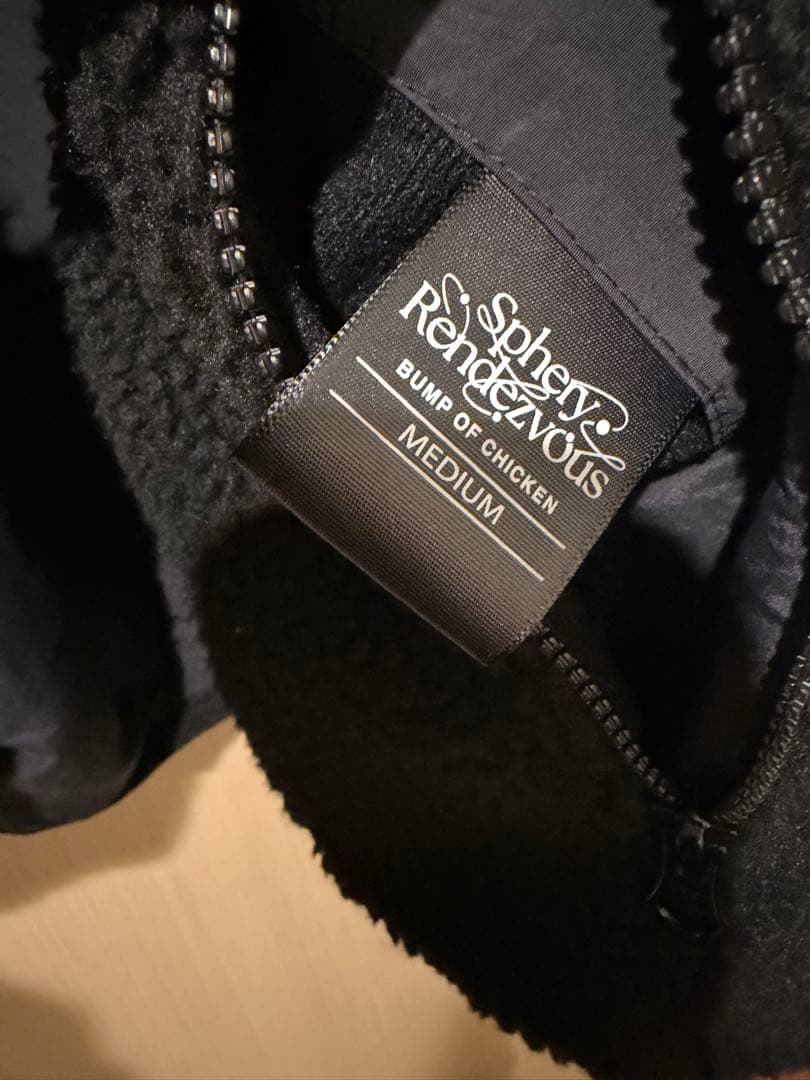 Sphery
Rendezvous
BUMP OF CHICKEN
MEDIUM